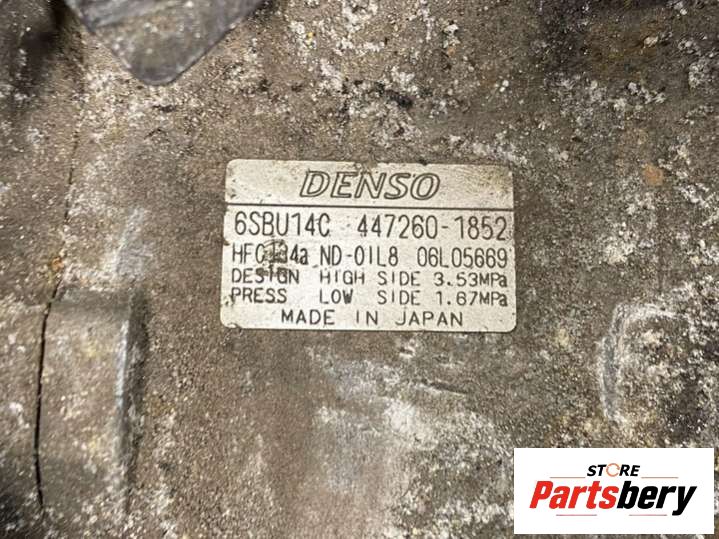 DENSO
6SBU14C 447260-1852
HFC134a ND-OIL8 06L05669
DESIGN HIGH SIDE 3.53MPa
PRESS LOW SIDE 1.67MPa
MADE IN JAPAN
STORE
Partsbery